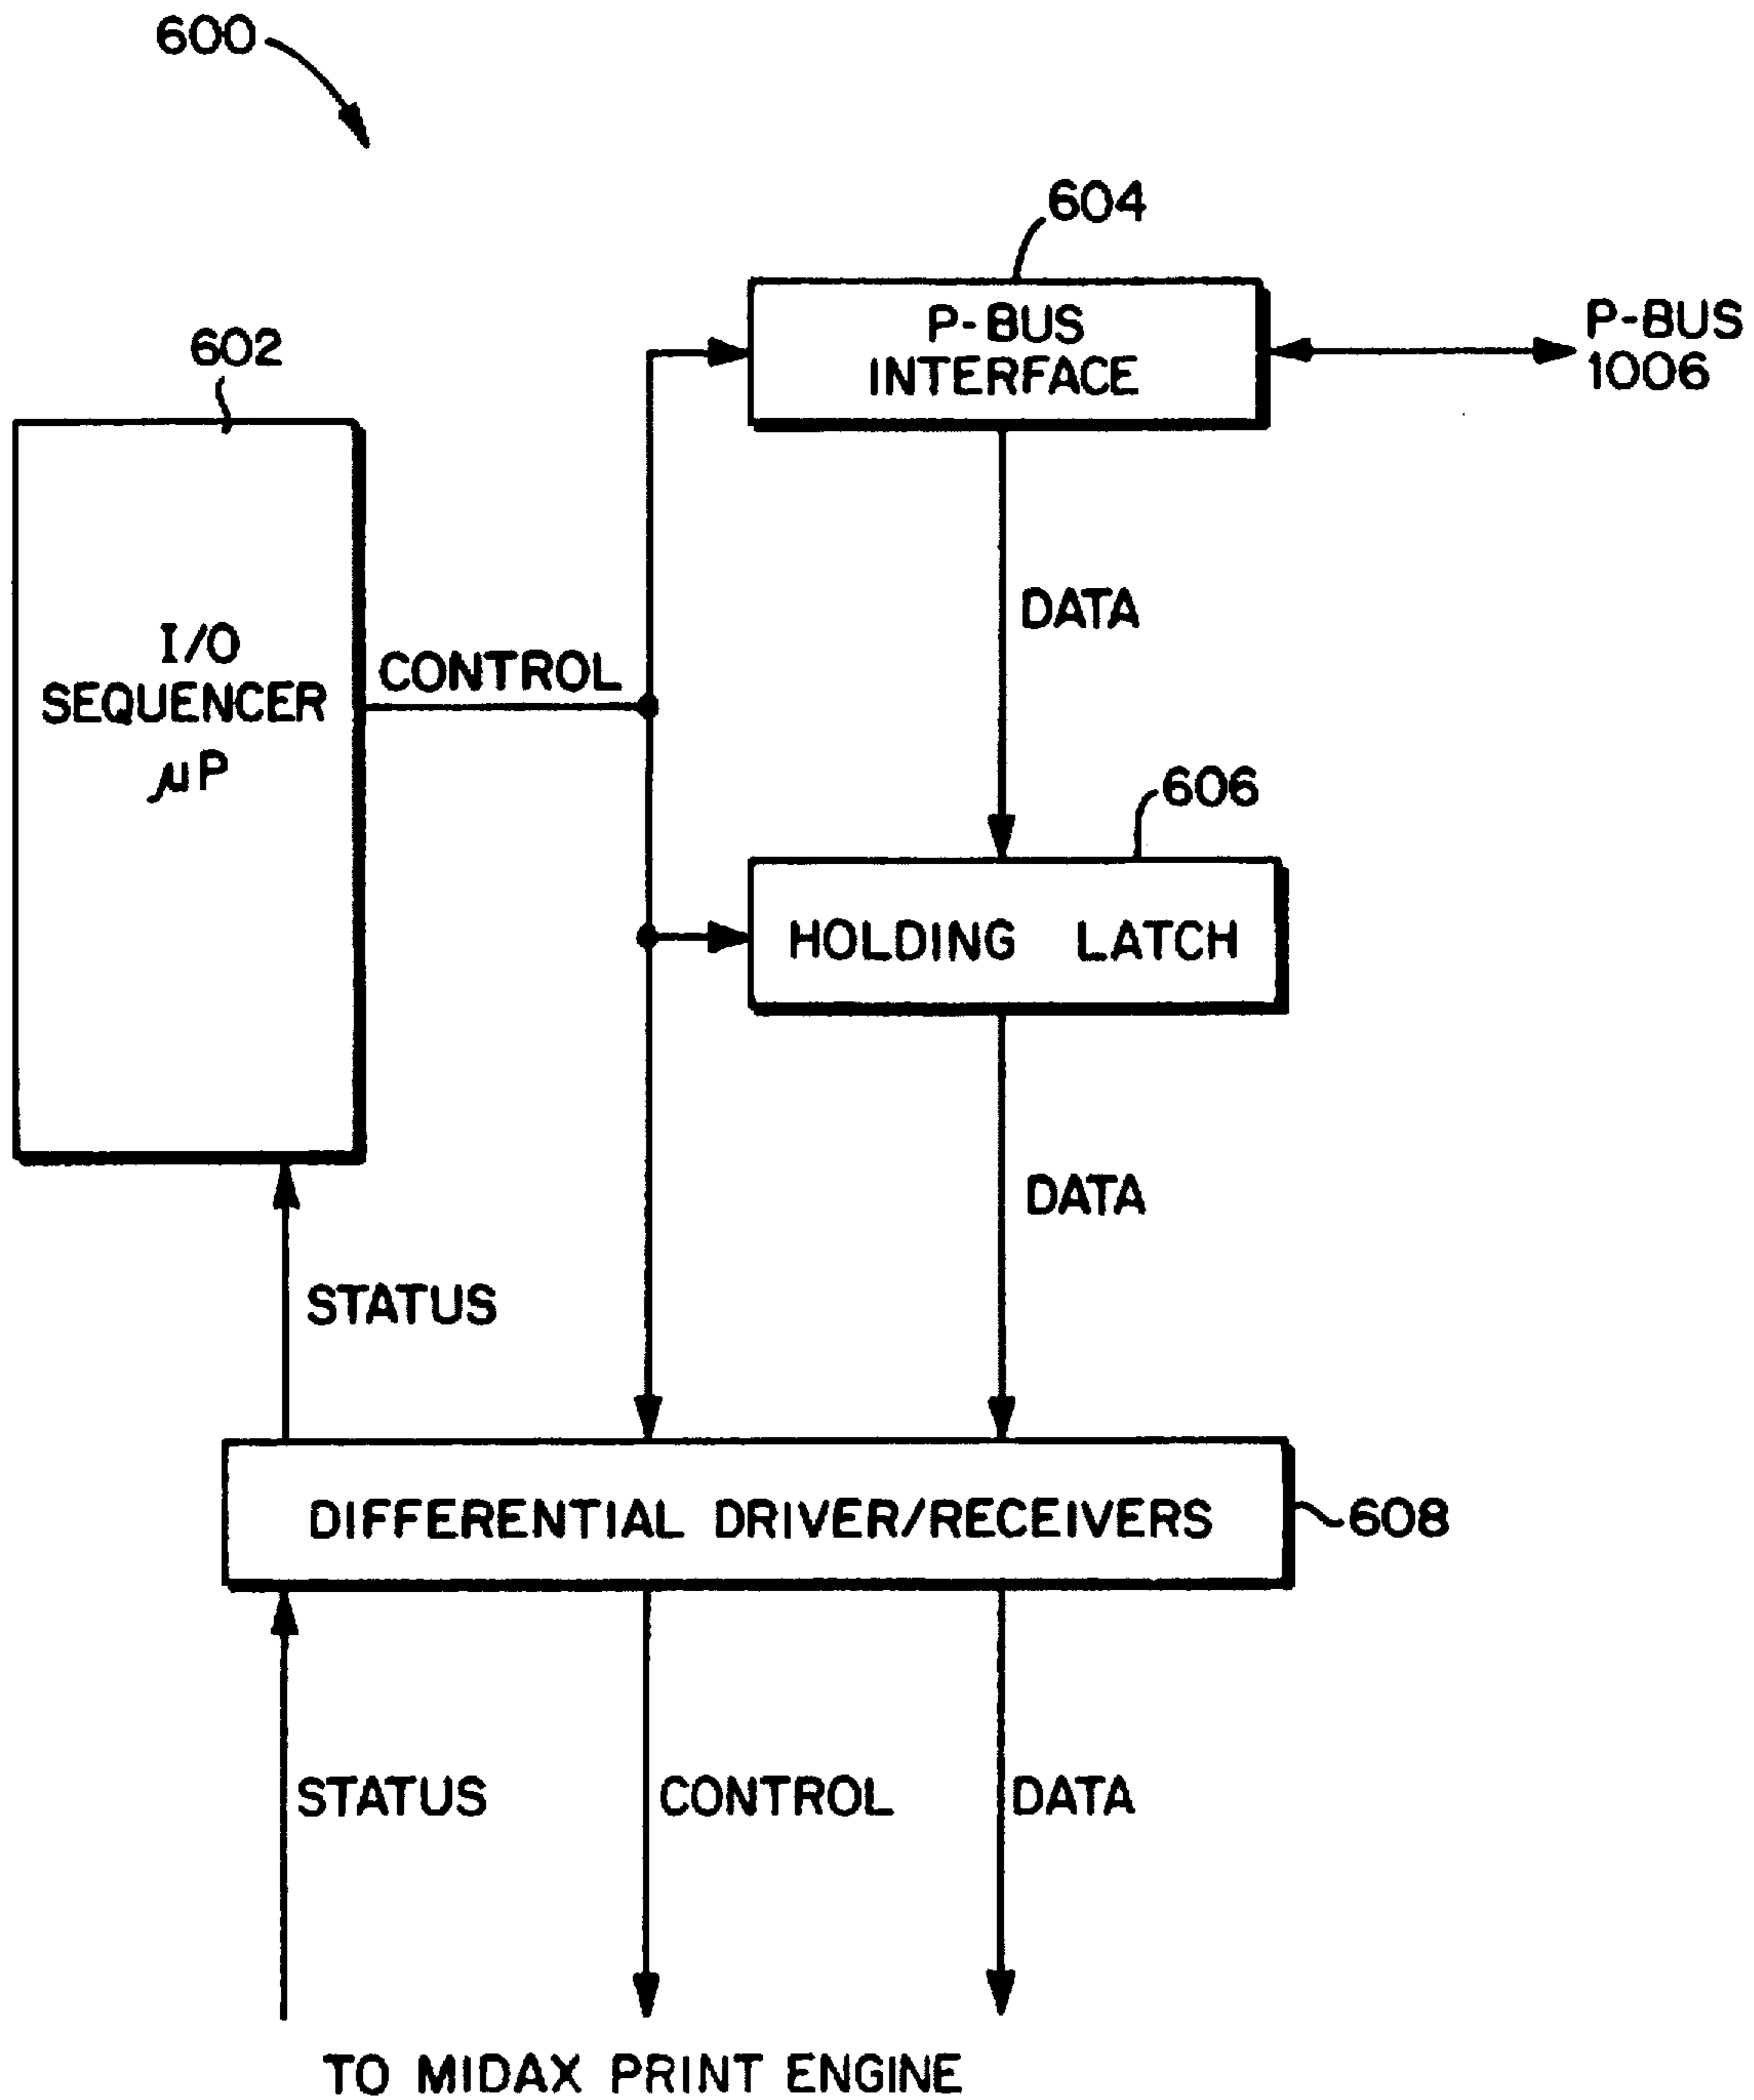 600
604
P-BUS
INTERFACE
P-BUS
1006
602
I/O
SEQUENCER
μP
CONTROL
DATA
606
HOLDING LATCH
DATA
STATUS
DIFFERENTIAL DRIVER/RECEIVERS
608
STATUS
CONTROL
DATA
TO MIDAX PRINT ENGINE